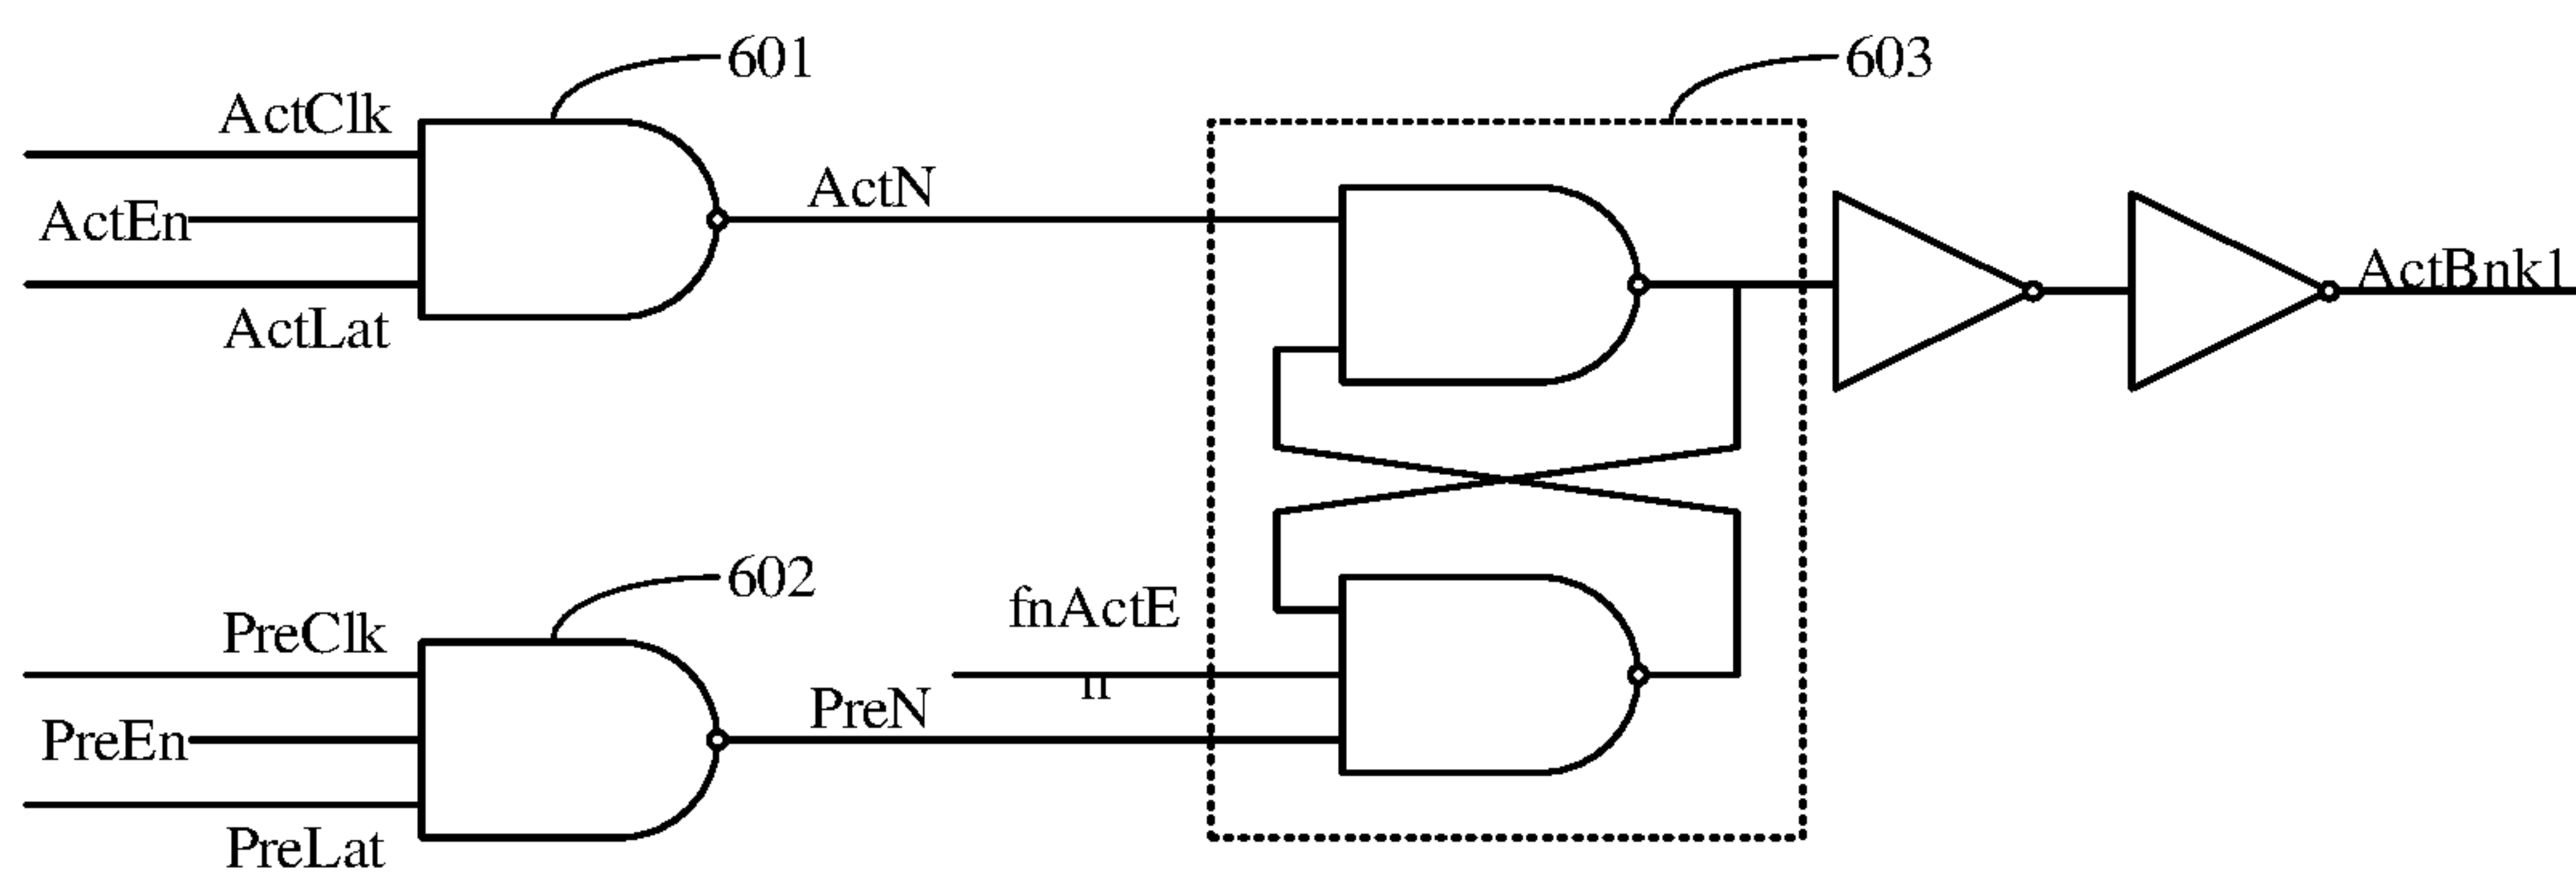 601
603
ActClk
ActN
ActEn
ActBnk1
ActLat
602
fnActE
n
PreClk
PreN
PreEn
PreLat